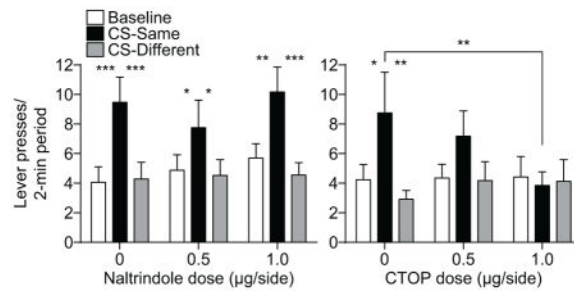 Baseline
CS-Same
CS-Different
Lever presses/
2-min period
12
10
8
6
4
2
0
*** ***
* *
** ***
0 0.5 1.0
Naltrindole dose (µg/side)
12
10
8
6
4
2
0
* **
**
0 0.5 1.0
CTOP dose (µg/side)